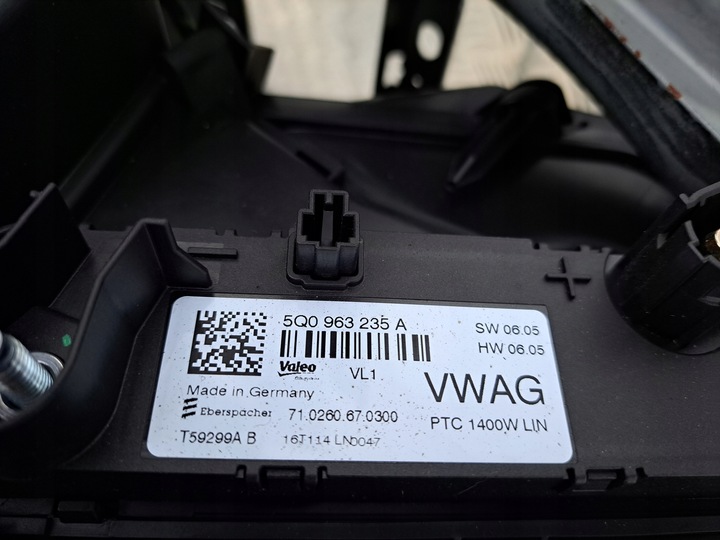 5Q0 963 235 A
SW 06.05
HW 06.05
Valeo
VL1
Made in Germany
VWAG
Eberspächer 71.0260.67.0300
PTC 1400W LIN
T59299A B
16J114 LN0047
− +